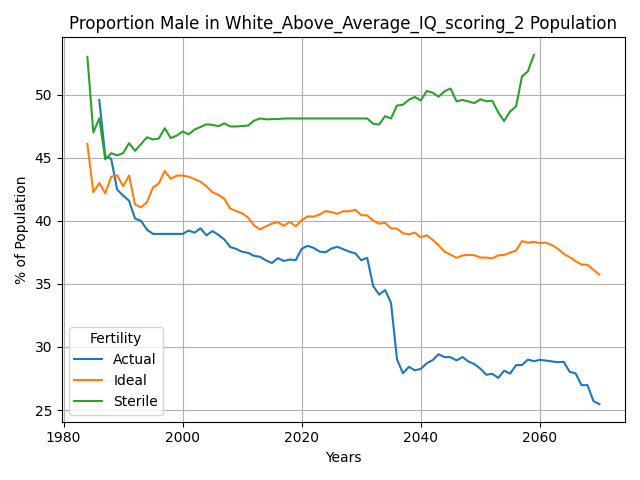 Proportion Male in White_Above_Average_IQ_scoring_2 Population
% of Population
50
45
40
35
30
25
Fertility
Actual
Ideal
Sterile
1980 2000 2020 2040 2060
Years